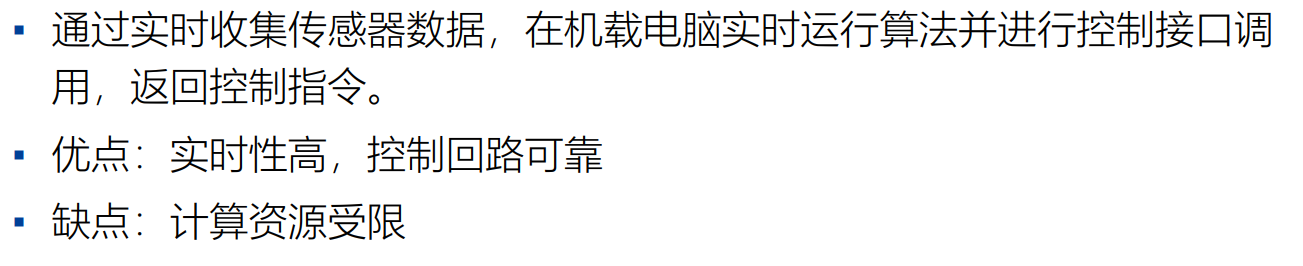 ▪ 通过实时收集传感器数据，在机载电脑实时运行算法并进行控制接口调
用，返回控制指令。
▪ 优点：实时性高，控制回路可靠
▪ 缺点：计算资源受限